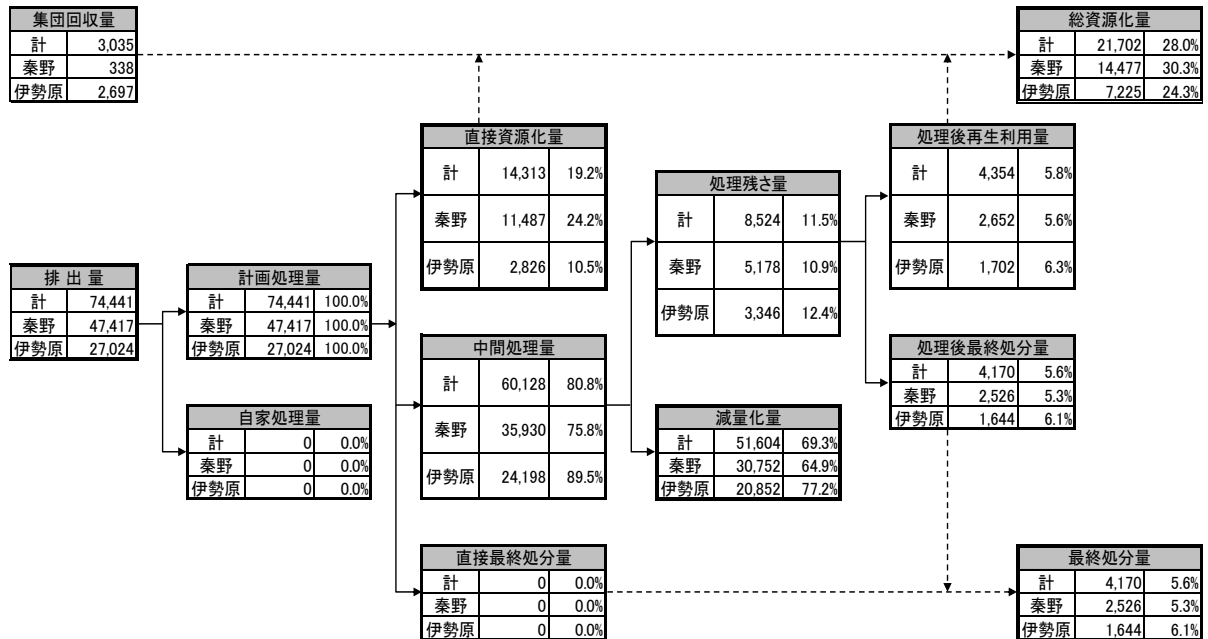 集団回収量
計 3,035
秦野 338
伊勢原 2,697
総資源化量
計 21,702 28.0%
秦野 14,477 30.3%
伊勢原 7,225 24.3%
直接資源化量
計 14,313 19.2%
秦野 11,487 24.2%
伊勢原 2,826 10.5%
処理後再生利用量
計 4,354 5.8%
秦野 2,652 5.6%
伊勢原 1,702 6.3%
処理残さ量
計 8,524 11.5%
秦野 5,178 10.9%
伊勢原 3,346 12.4%
排 出 量
計 74,441
秦野 47,417
伊勢原 27,024
計画処理量
計 74,441 100.0%
秦野 47,417 100.0%
伊勢原 27,024 100.0%
中間処理量
計 60,128 80.8%
秦野 35,930 75.8%
伊勢原 24,198 89.5%
処理後最終処分量
計 4,170 5.6%
秦野 2,526 5.3%
伊勢原 1,644 6.1%
自家処理量
計 0 0.0%
秦野 0 0.0%
伊勢原 0 0.0%
減量化量
計 51,604 69.3%
秦野 30,752 64.9%
伊勢原 20,852 77.2%
直接最終処分量
計 0 0.0%
秦野 0 0.0%
伊勢原 0 0.0%
最終処分量
計 4,170 5.6%
秦野 2,526 5.3%
伊勢原 1,644 6.1%